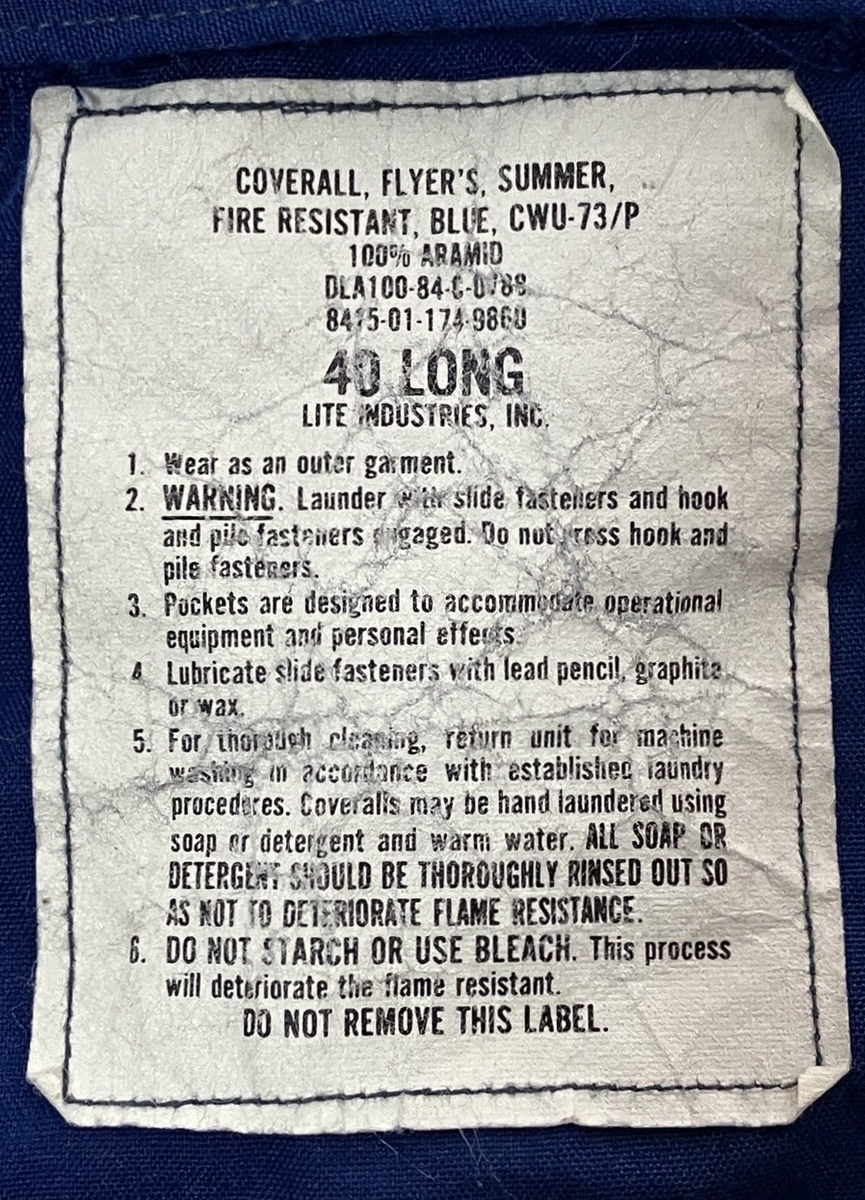 COVERALL, FLYER'S, SUMMER,
FIRE RESISTANT, BLUE, CWU-73/P
100% ARAMID
DLA100-84-C-0788
8415-01-174-9860
40 LONG
LITE INDUSTRIES, INC.
1. Wear as an outer garment.
2. WARNING. Launder with slide fasteners and hook
and pile fasteners engaged. Do not press hook and
pile fasteners.
3. Pockets are designed to accommodate operational
equipment and personal effects.
4. Lubricate slide fasteners with lead pencil, graphite
or wax.
5. For thorough cleaning, return unit for machine
washing in accordance with established laundry
procedures. Coveralls may be hand laundered using
soap or detergent and warm water. ALL SOAP OR
DETERGENT SHOULD BE THOROUGHLY RINSED OUT SO
AS NOT TO DETERIORATE FLAME RESISTANCE.
6. DO NOT STARCH OR USE BLEACH. This process
will deteriorate the flame resistant.
DO NOT REMOVE THIS LABEL.